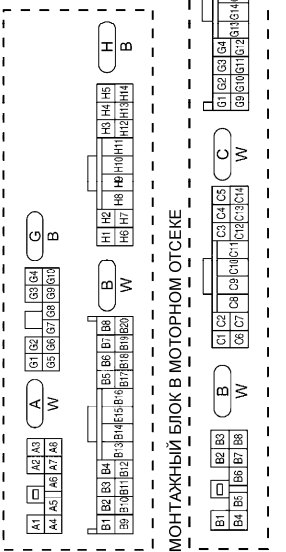 A1 A2 A3
A4 A5 A6 A7 A8
A
W
G1 G2 G3 G4
G5 G6 G7 G8 G9 G10
G
B
B1 B2 B3 B4 B5 B6 B7 B8
B9 B10 B11 B12 B13 B14 E15 B16 B17 B18 B19 B20
B
W
H1 H2 H3 H4 H5
H6 H7 H8 H9 H10 H11 H12 H13 H14
H
B
МОНТАЖНЫЙ БЛОК В МОТОРНОМ ОТСЕКЕ
B1 B2 B3
B4 B5 B6 B7 B8
B
W
C1 C2 C3 C4 C5
C6 C7 C8 C9 C10 C11 C12 C13 C14
C
W
G1 G2 G3 G4
G9 G10 G11 G12 G13 G14